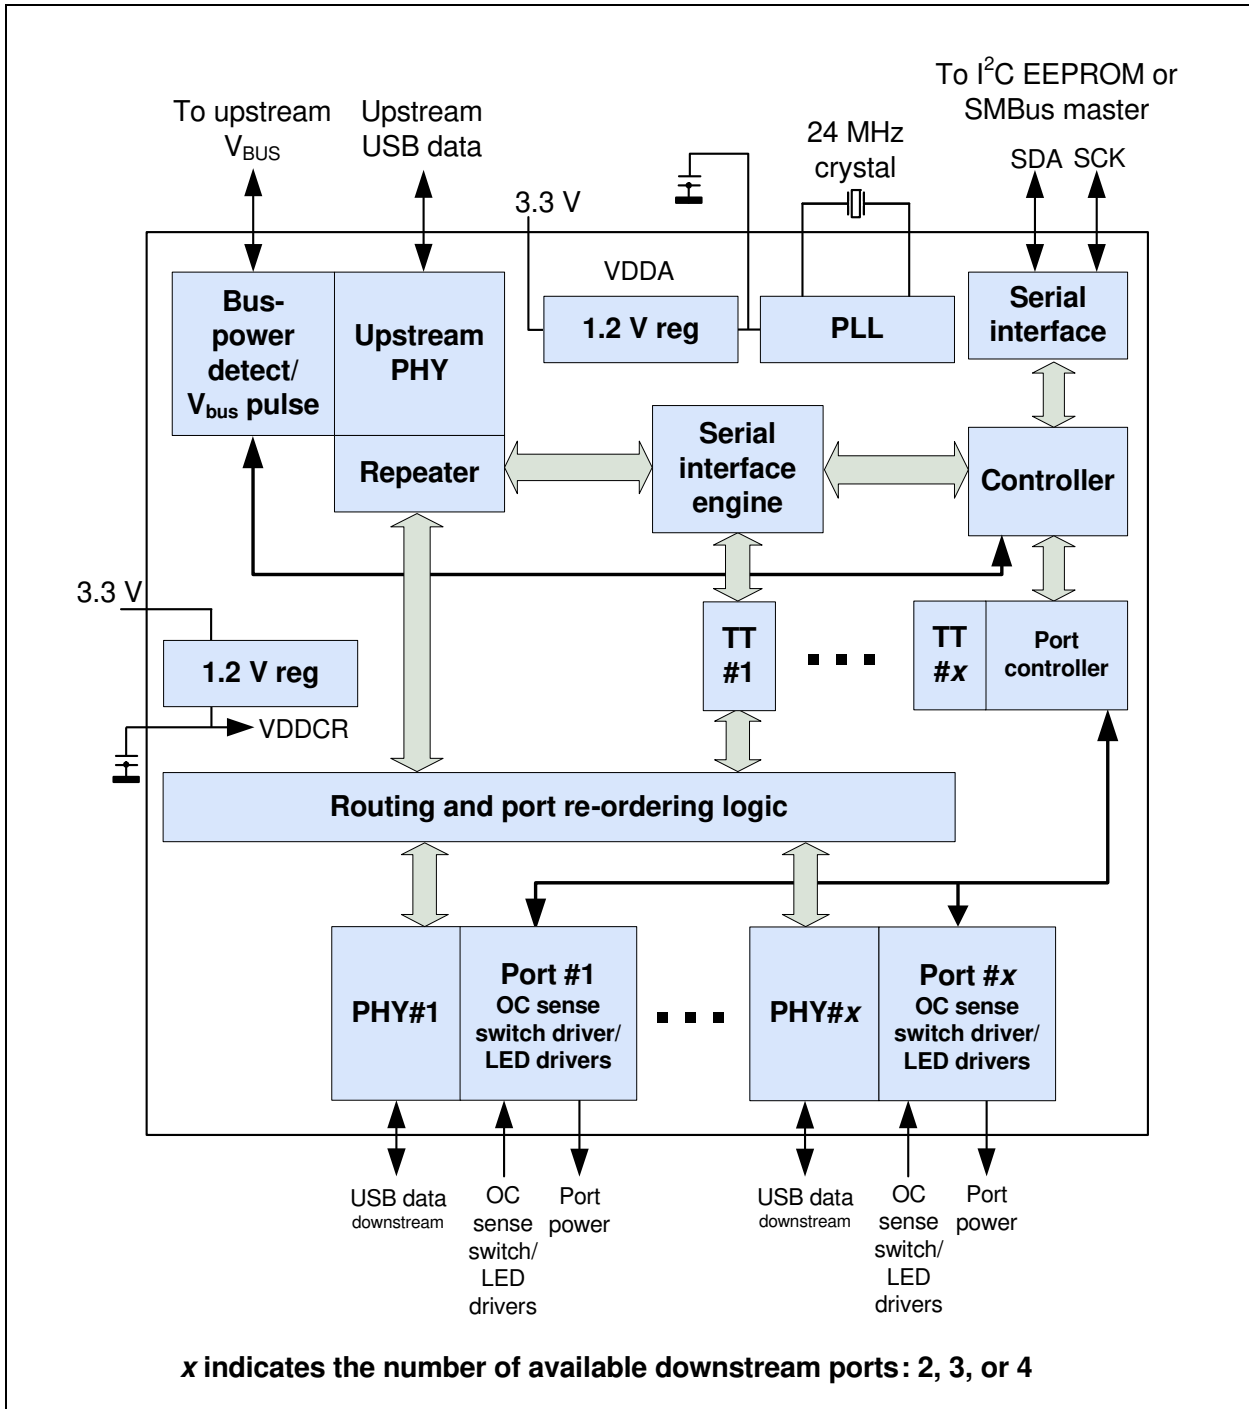 To I²C EEPROM or
SMBus master
To upstream
V_BUS
Upstream
USB data
24 MHz
crystal
SDA
SCK
3.3 V
VDDA
Bus-
power
detect/
V_bus pulse
Upstream
PHY
1.2 V reg
PLL
Serial
interface
Repeater
Serial
interface
engine
Controller
3.3 V
1.2 V reg
VDDCR
TT
#1
TT
#x
Port
controller
Routing and port re-ordering logic
PHY#1
Port #1
OC sense
switch driver/
LED drivers
PHY#x
Port #x
OC sense
switch driver/
LED drivers
USB data
downstream
OC
sense
switch/
LED
drivers
Port
power
USB data
downstream
OC
sense
switch/
LED
drivers
Port
power
x indicates the number of available downstream ports: 2, 3, or 4